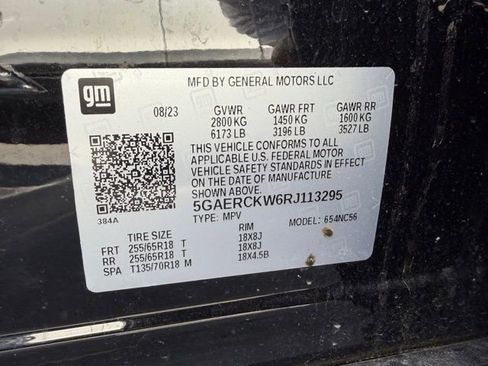 gm
MFD BY GENERAL MOTORS LLC
08/23 GVWR GAWR FRT GAWR RR
2800 KG 1450 KG 1600 KG
6173 LB 3196 LB 3527 LB
THIS VEHICLE CONFORMS TO ALL
APPLICABLE U.S. FEDERAL MOTOR
VEHICLE SAFETY STANDARDS IN EFFECT
ON THE DATE OF MANUFACTURE
SHOWN ABOVE.
384A 5GAERCKW6RJ113295
TYPE: MPV MODEL: 654NC56
TIRE SIZE RIM
FRT 255/65R18 T 18X8J
RR 255/65R18 T 18X8J
SPA T135/70R18 M 18X4.5B